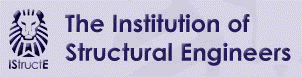 The Institution of
Structural Engineers
IStructE